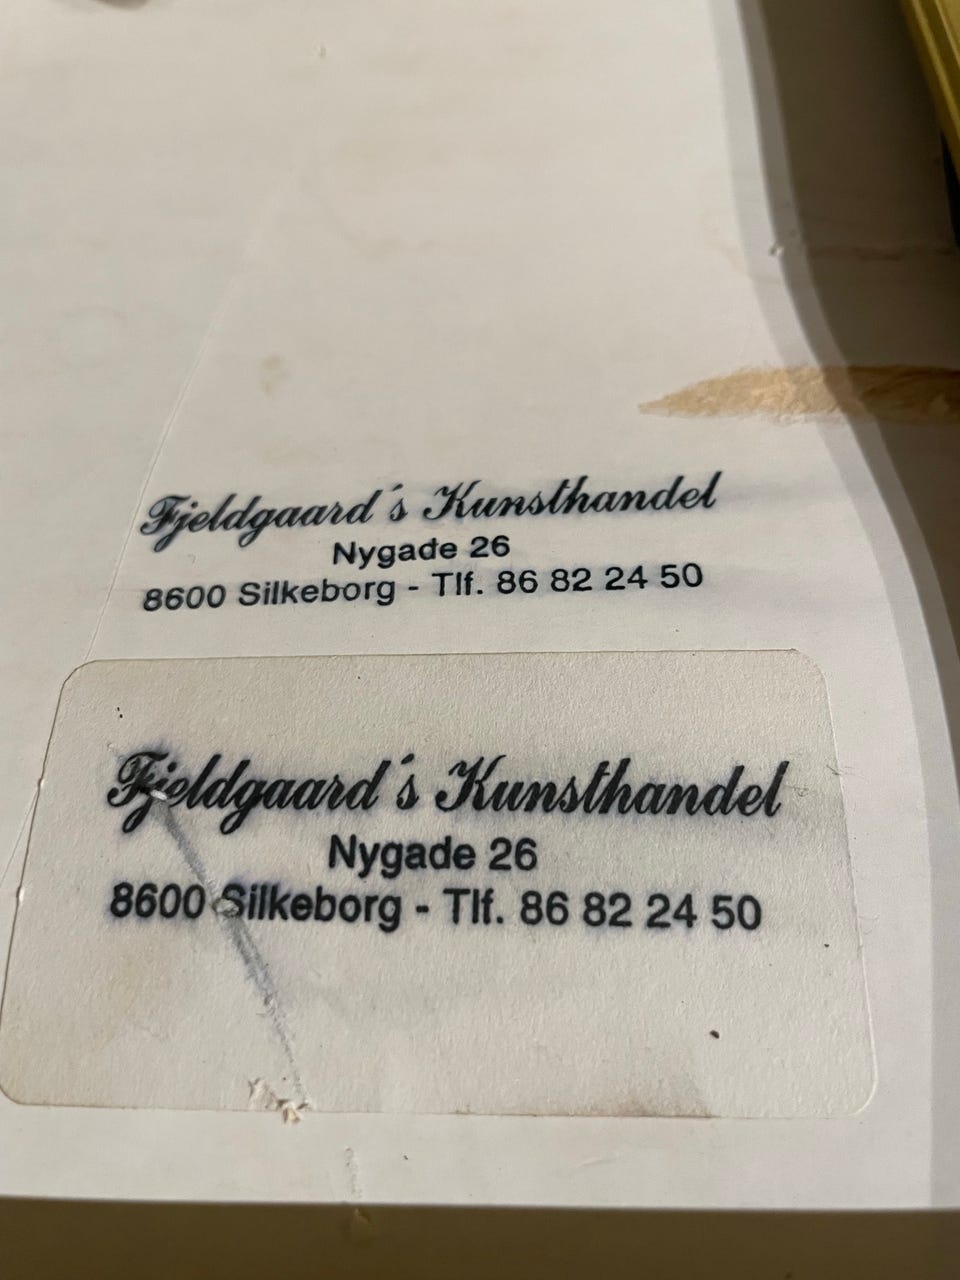 Fjeldgaard´s Kunsthandel
Nygade 26
8600 Silkeborg - Tlf. 86 82 24 50
Fjeldgaard´s Kunsthandel
Nygade 26
8600 Silkeborg - Tlf. 86 82 24 50